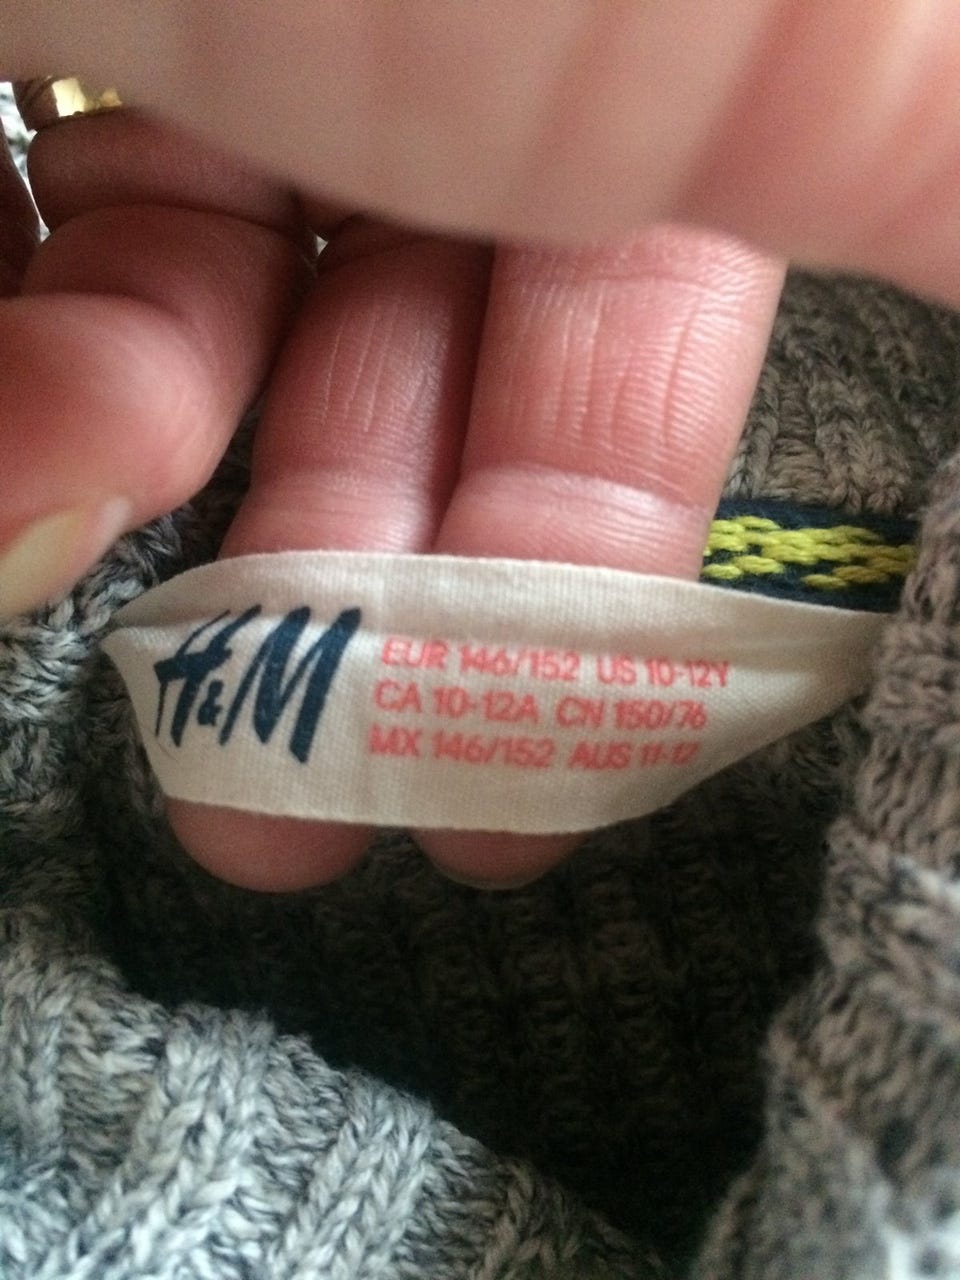 H&M
EUR 146/152 US 10-12Y
CA 10-12A CN 150/76
MX 146/152 AUS 11-12